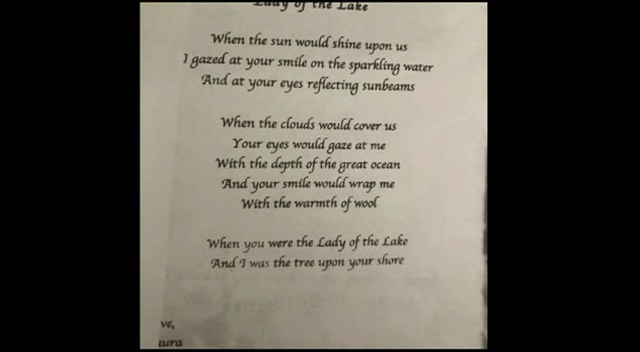 Lady of the Lake
When the sun would shine upon us
I gazed at your smile on the sparkling water
And at your eyes reflecting sunbeams
When the clouds would cover us
Your eyes would gaze at me
With the depth of the great ocean
And your smile would wrap me
With the warmth of wool
When you were the Lady of the Lake
And I was the tree upon your shore
ve,